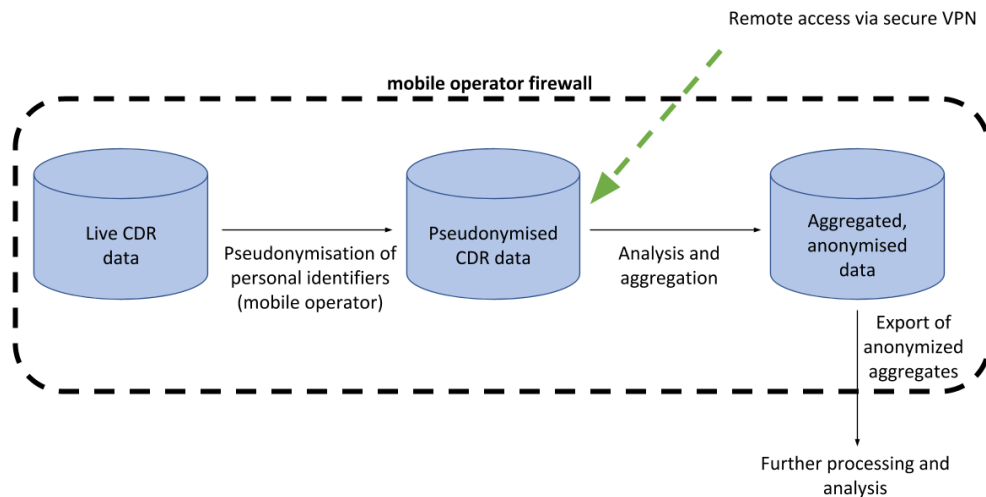 Remote access via secure VPN
mobile operator firewall
Live CDR
data
Pseudonymisation of
personal identifiers
(mobile operator)
Pseudonymised
CDR data
Analysis and
aggregation
Aggregated,
anonymised
data
Export of
anonymized
aggregates
Further processing and
analysis